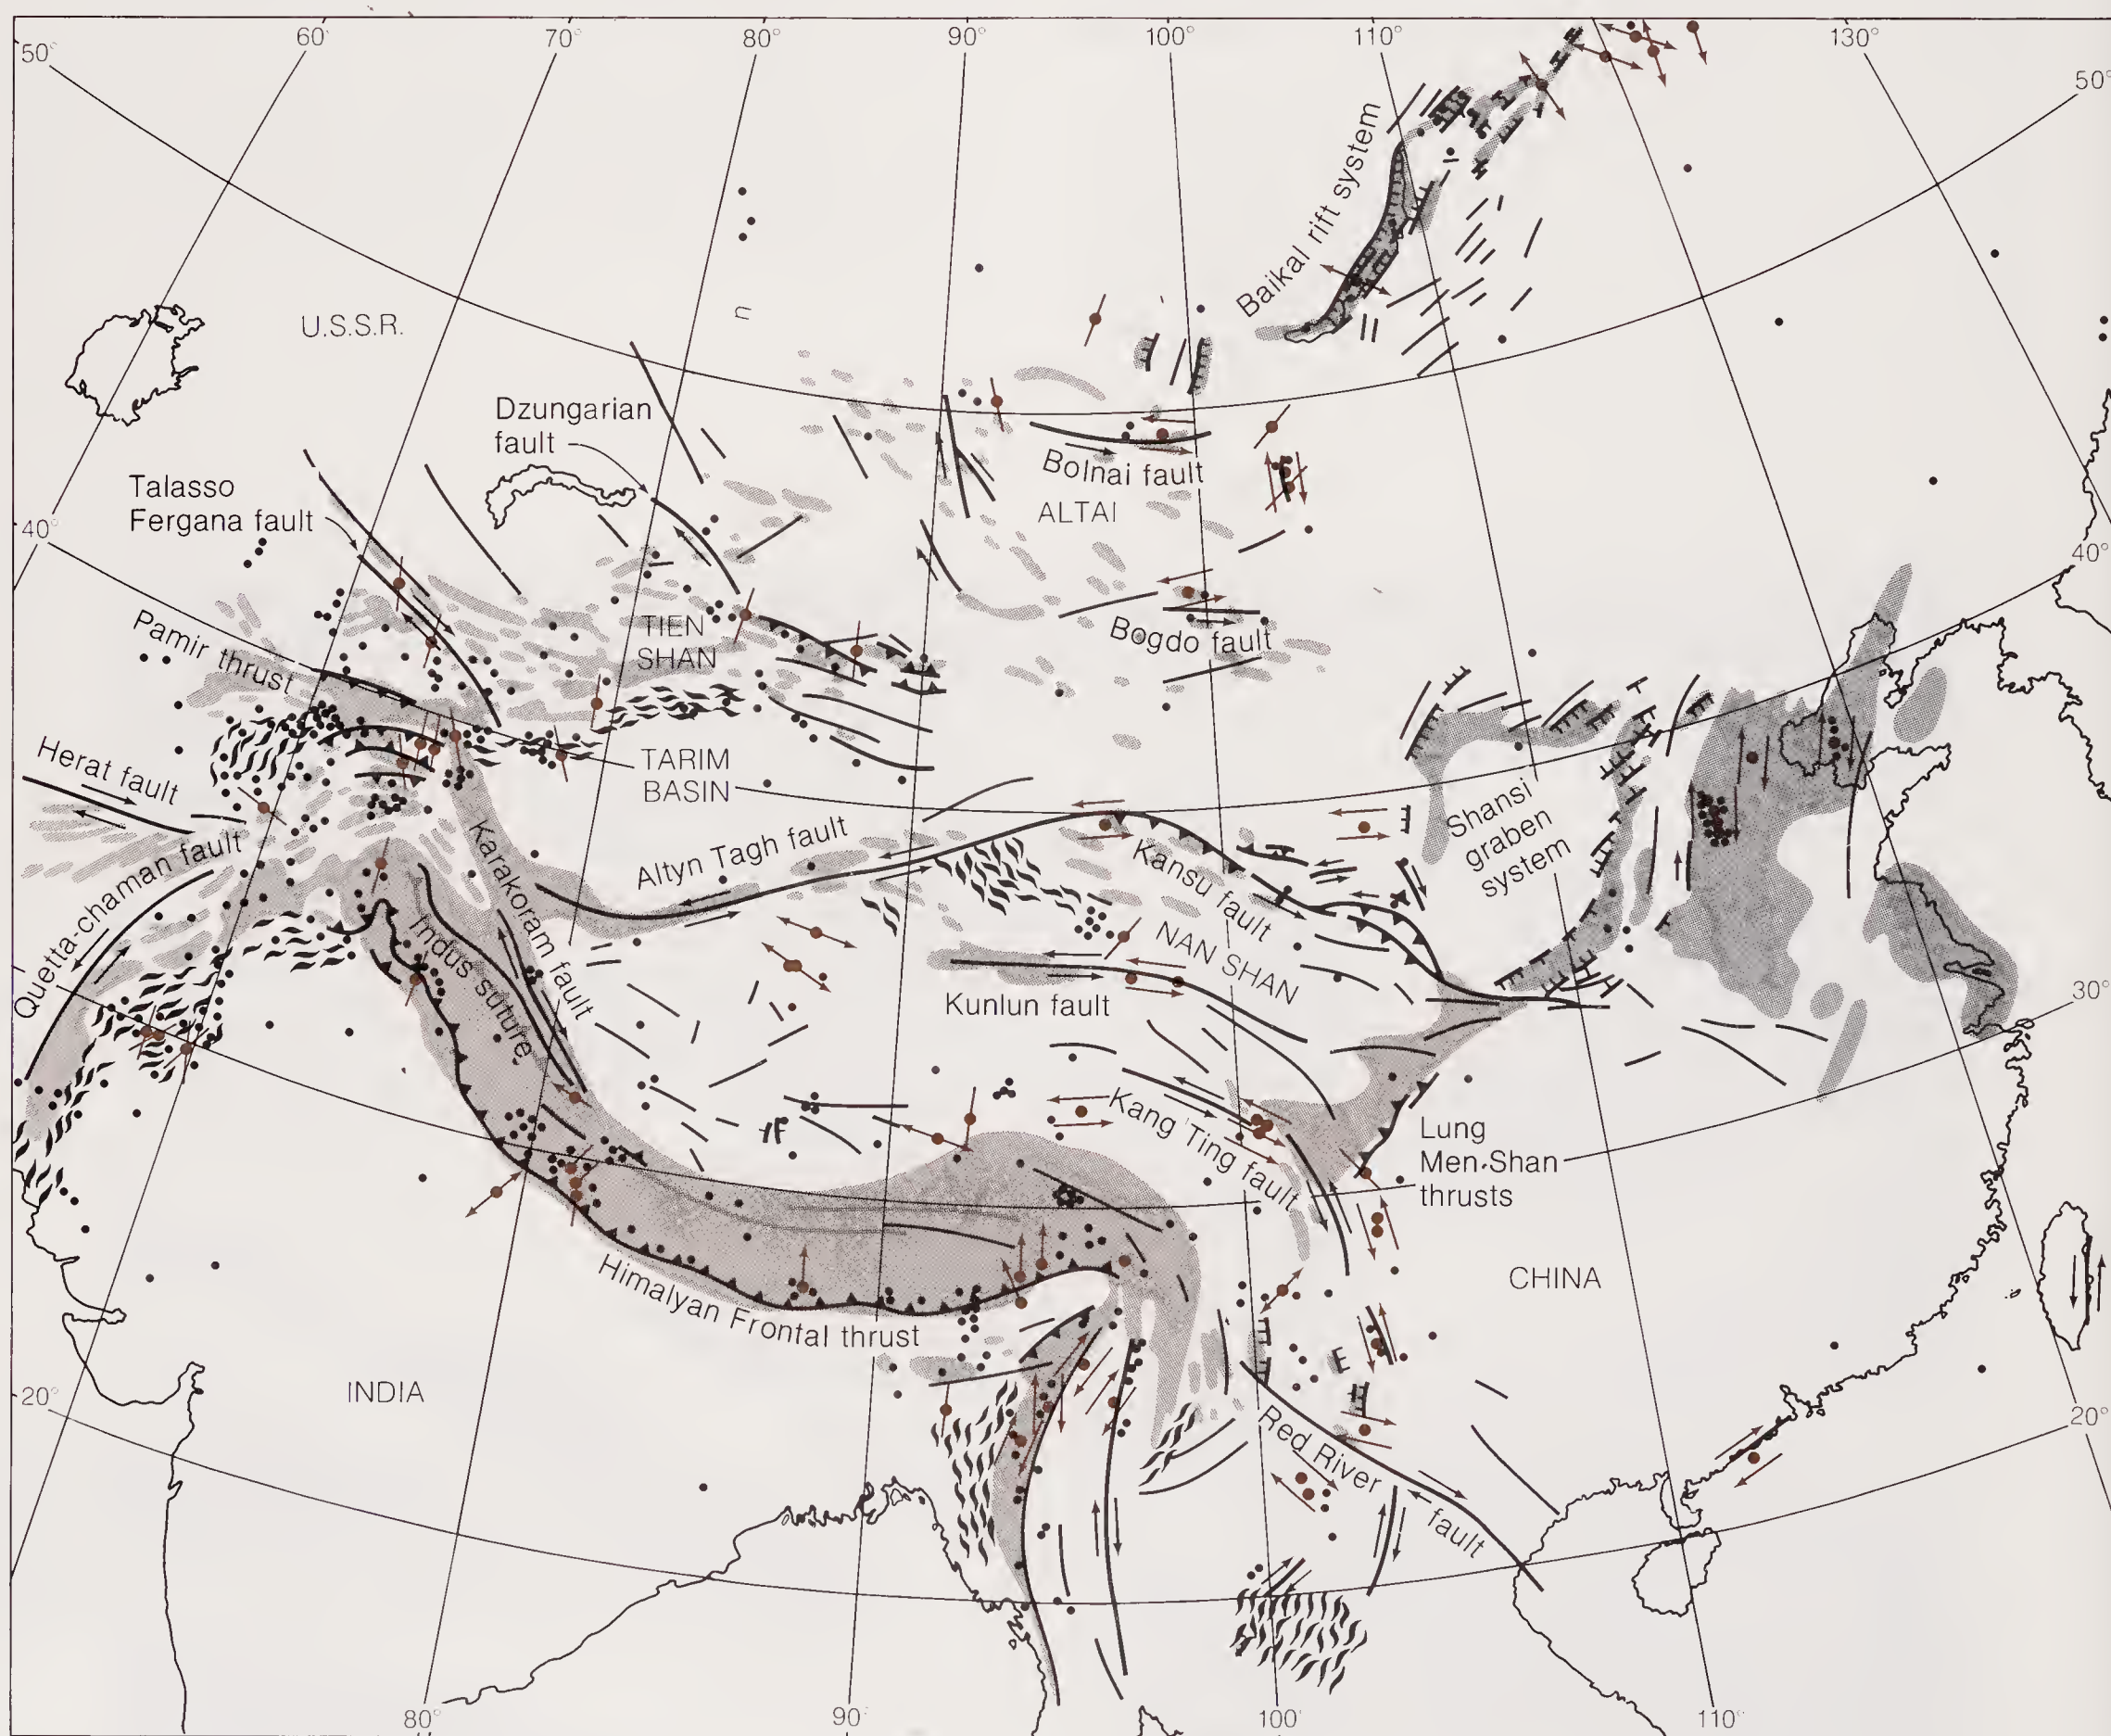 60°
70°
80°
90°
100°
110°
130°
50°
50°
Baikal rift system
U.S.S.R.
Dzungarian
fault
Bolnai fault
ALTAI
Talasso
Fergana fault
40°
40°
TIEN
SHAN
Bogdo fault
Pamir thrust
TARIM
BASIN
Herat fault
Shansi
graben
system
Altyn Tagh fault
Kansu fault
Karakoram fault
Quetta-chaman fault
Indus suture
NAN SHAN
Kunlun fault
30°
Kang Ting fault
Lung
Men-Shan
thrusts
CHINA
Himalyan Frontal thrust
INDIA
20°
20°
Red River fault
80°
90°
100°
110°